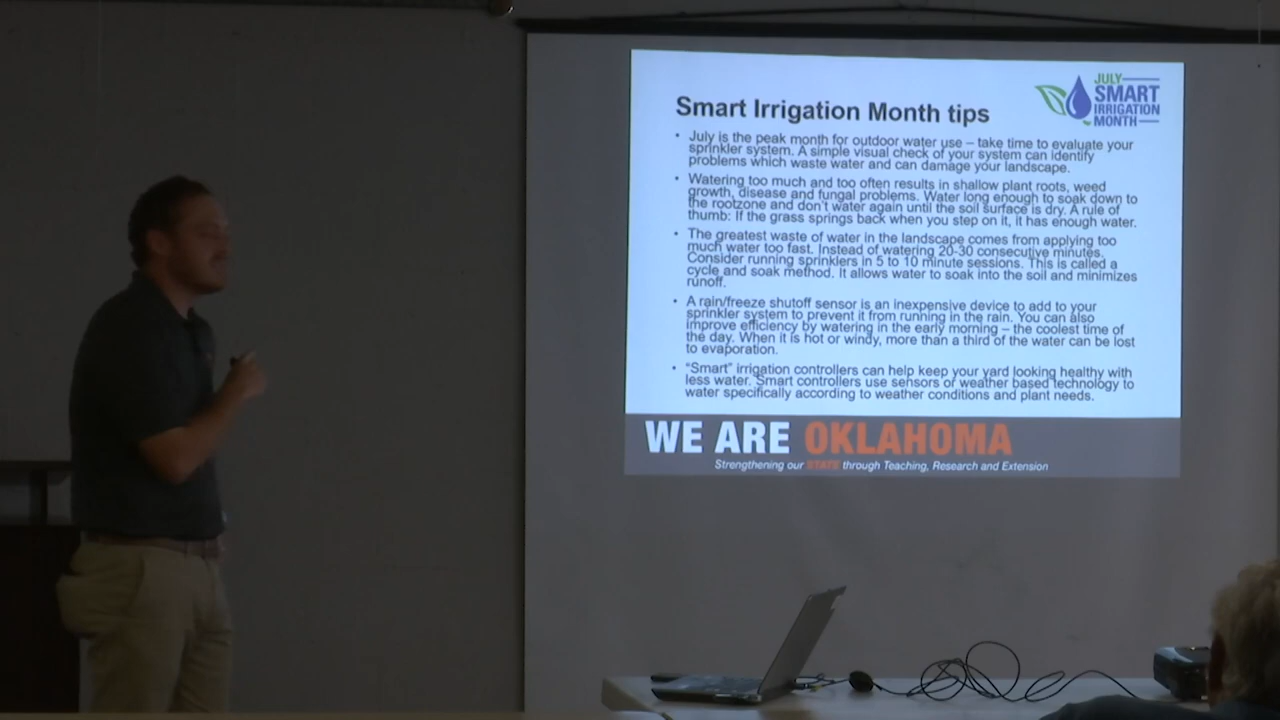 JULY
SMART
IRRIGATION
MONTH
Smart Irrigation Month tips
• July is the peak month for outdoor water use – take time to evaluate your
sprinkler system. A simple visual check of your system can identify
problems which waste water and can damage your landscape.
• Watering too much and too often results in shallow plant roots, weed
growth, disease and fungal problems. Water long enough to soak down to
the rootzone and don't water again until the soil surface is dry. A rule of
thumb: If the grass springs back when you step on it, it has enough water.
• The greatest waste of water in the landscape comes from applying too
much water too fast. Instead of watering 20-30 consecutive minutes.
Consider running sprinklers in 5 to 10 minute sessions. This is called a
cycle and soak method. It allows water to soak into the soil and minimizes
runoff.
• A rain/freeze shutoff sensor is an inexpensive device to add to your
sprinkler system to prevent it from running in the rain. You can also
improve efficiency by watering in the early morning – the coolest time of
the day. When it is hot or windy, more than a third of the water can be lost
to evaporation.
• “Smart” irrigation controllers can help keep your yard looking healthy with
less water. Smart controllers use sensors or weather based technology to
water specifically according to weather conditions and plant needs.
WE ARE OKLAHOMA
Strengthening our STATE through Teaching, Research and Extension